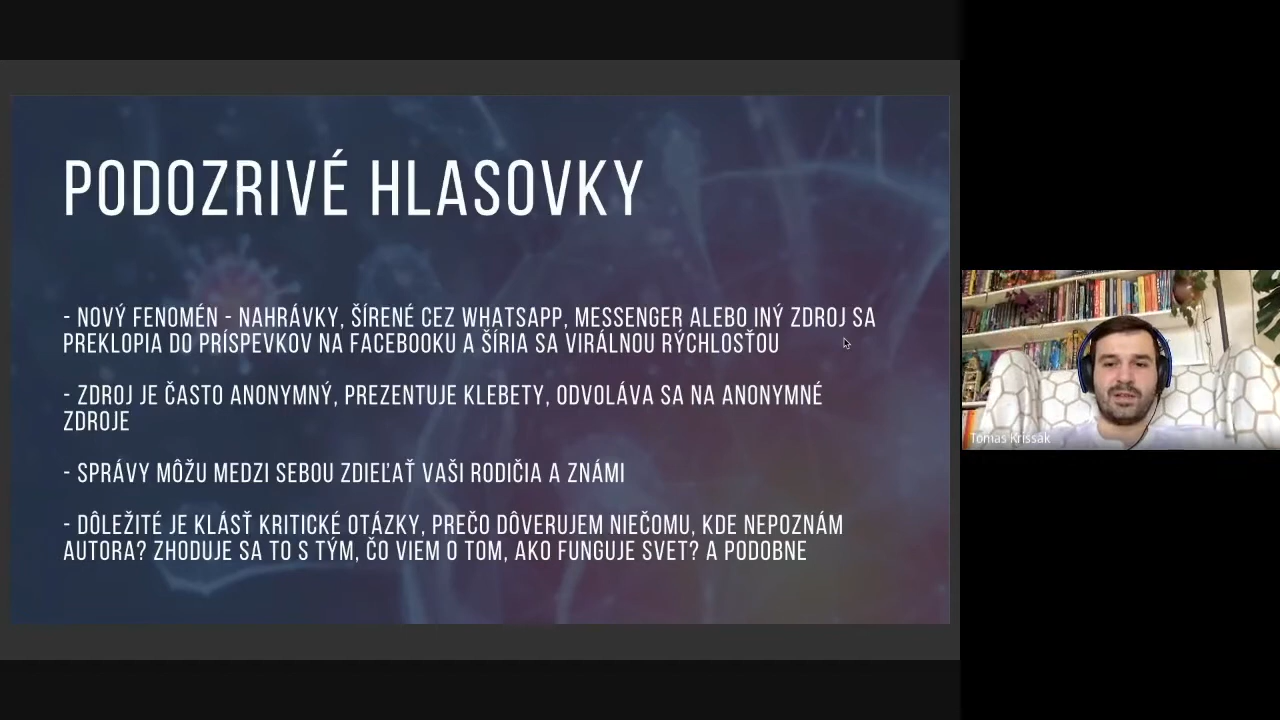 PODOZRIVÉ HLASOVKY
- NOVÝ FENOMÉN - NAHRÁVKY, ŠÍRENÉ CEZ WHATSAPP, MESSENGER ALEBO INÝ ZDROJ SA
PREKLOPIA DO PRÍSPEVKOV NA FACEBOOKU A ŠÍRIA SA VIRÁLNOU RÝCHLOSŤOU
- ZDROJ JE ČASTO ANONYMNÝ, PREZENTUJE KLEBETY, ODVOLÁVA SA NA ANONYMNÉ
ZDROJE
- SPRÁVY MÔŽU MEDZI SEBOU ZDIEĽAŤ VAŠI RODIČIA A ZNÁMI
- DÔLEŽITÉ JE KLÁSŤ KRITICKÉ OTÁZKY, PREČO DÔVERUJEM NIEČOMU, KDE NEPOZNÁM
AUTORA? ZHODUJE SA TO S TÝM, ČO VIEM O TOM, AKO FUNGUJE SVET? A PODOBNE
Tomas Krissak